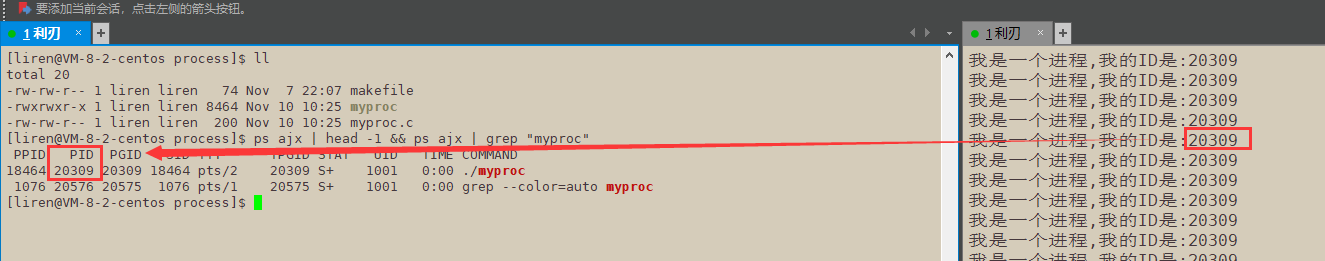 要添加当前会话，点击左侧的箭头按钮。
1 利刃 × +
[liren@VM-8-2-centos process]$ ll
total 20
-rw-rw-r-- 1 liren liren   74 Nov  7 22:07 makefile
-rwxrwxr-x 1 liren liren 8464 Nov 10 10:25 myproc
-rw-rw-r-- 1 liren liren  200 Nov 10 10:25 myproc.c
[liren@VM-8-2-centos process]$ ps ajx | head -1 && ps ajx | grep "myproc"
 PPID   PID  PGID TPGID STAT   UID   TIME COMMAND
18464 20309 20309 18464 pts/2    20309 S+    1001   0:00 ./myproc
 1076 20576 20575  1076 pts/1    20575 S+    1001   0:00 grep --color=auto myproc
[liren@VM-8-2-centos process]$
1 利刃 × +
我是一个进程,我的ID是:20309
我是一个进程,我的ID是:20309
我是一个进程,我的ID是:20309
我是一个进程,我的ID是:20309
我是一个进程,我的ID是:20309
我是一个进程,我的ID是:20309
我是一个进程,我的ID是:20309
我是一个进程,我的ID是:20309
我是一个进程,我的ID是:20309
我是一个进程,我的ID是:20309
我是一个进程,我的ID是:20309